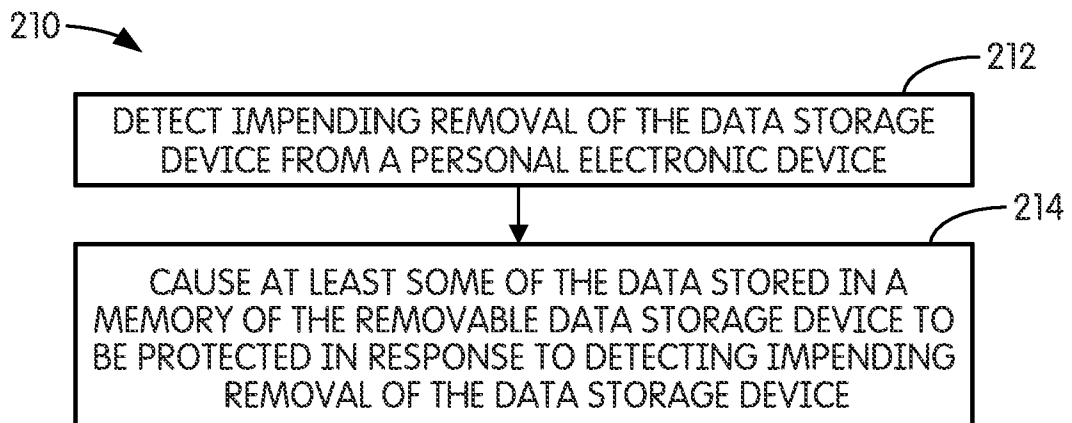 210
212
DETECT IMPENDING REMOVAL OF THE DATA STORAGE
DEVICE FROM A PERSONAL ELECTRONIC DEVICE
214
CAUSE AT LEAST SOME OF THE DATA STORED IN A
MEMORY OF THE REMOVABLE DATA STORAGE DEVICE TO
BE PROTECTED IN RESPONSE TO DETECTING IMPENDING
REMOVAL OF THE DATA STORAGE DEVICE